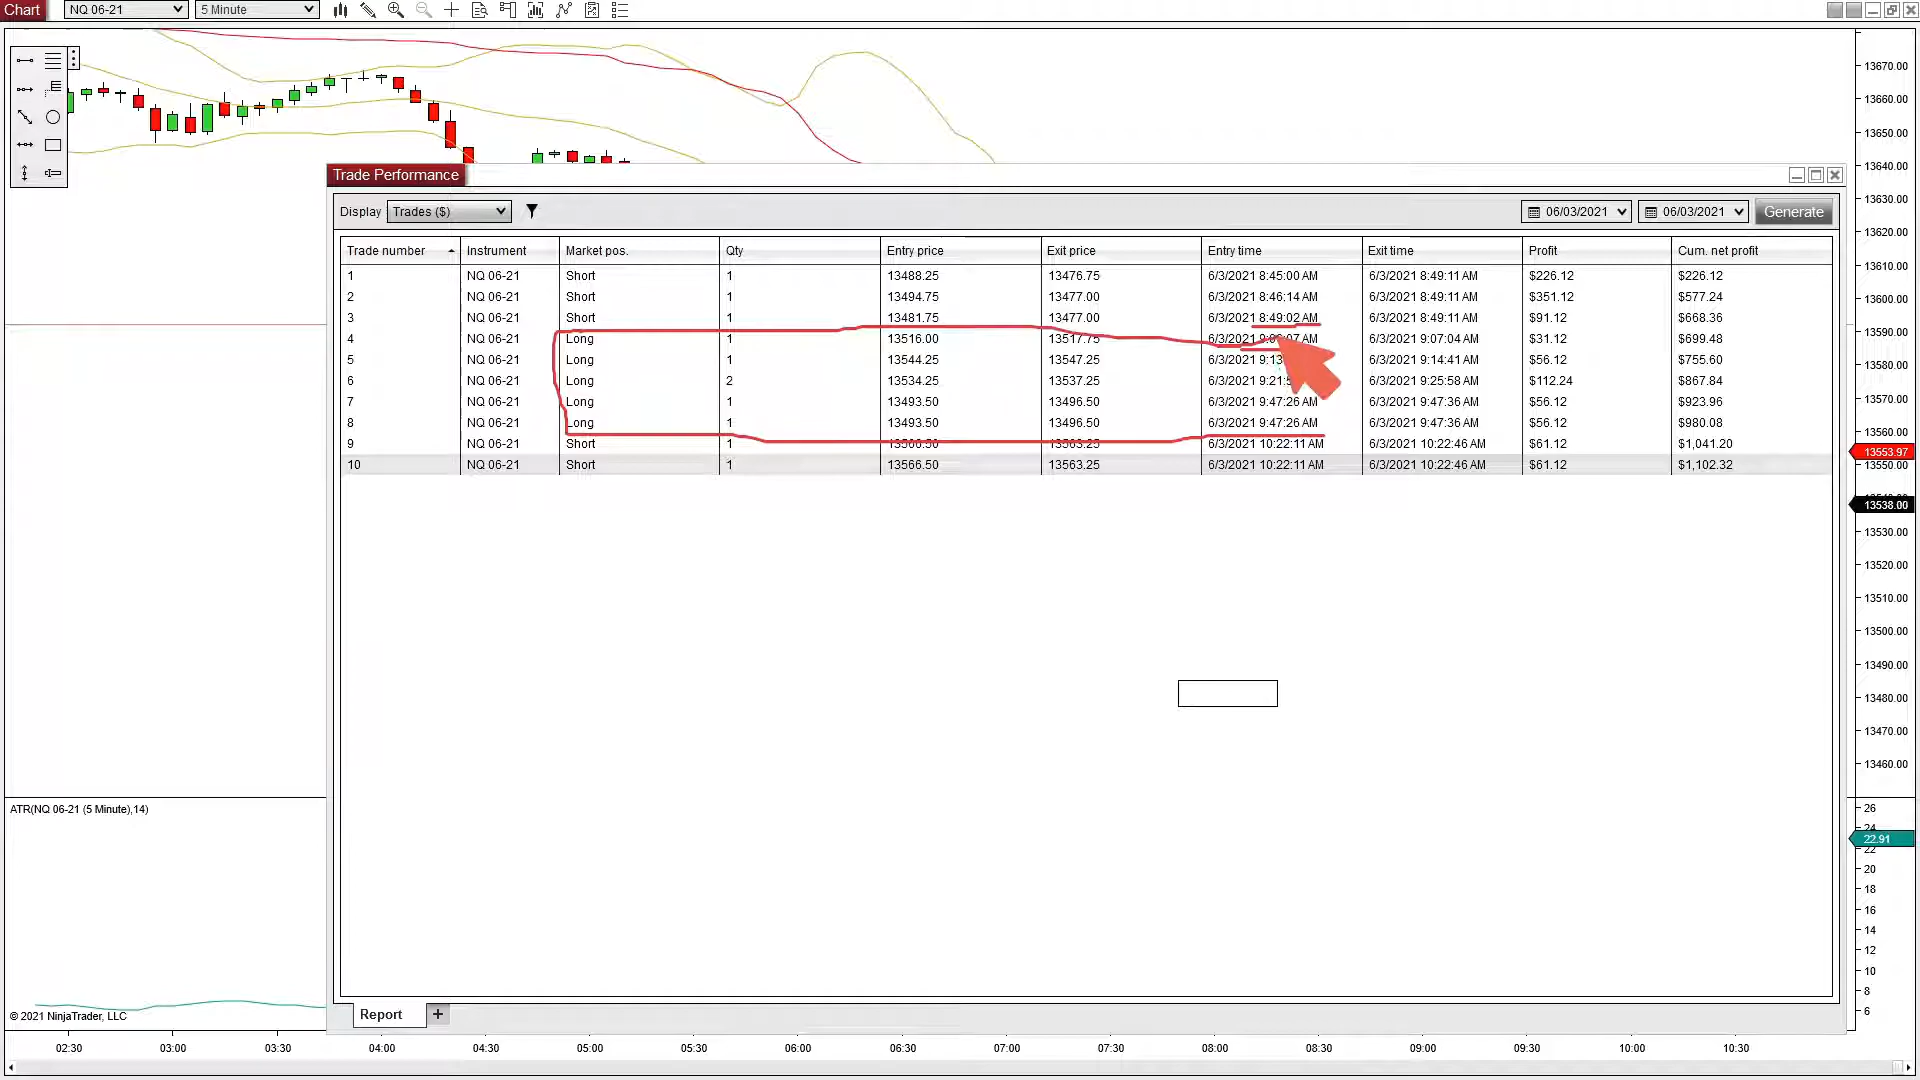 Chart NQ 06-21 5 Minute
Trade Performance
Display Trades ($) 06/03/2021 06/03/2021 Generate
Trade number Instrument Market pos. Qty Entry price Exit price Entry time Exit time Profit Cum. net profit
1 NQ 06-21 Short 1 13488.25 13476.75 6/3/2021 8:45:00 AM 6/3/2021 8:49:11 AM $226.12 $226.12
2 NQ 06-21 Short 1 13494.75 13477.00 6/3/2021 8:46:14 AM 6/3/2021 8:49:11 AM $351.12 $577.24
3 NQ 06-21 Short 1 13481.75 13477.00 6/3/2021 8:49:02 AM 6/3/2021 8:49:11 AM $91.12 $668.36
4 NQ 06-21 Long 1 13516.00 13517.75 6/3/2021 AM 6/3/2021 9:07:04 AM $31.12 $699.48
5 NQ 06-21 Long 1 13544.25 13547.25 6/3/2021 6/3/2021 9:14:41 AM $56.12 $755.60
6 NQ 06-21 Long 2 13534.25 13537.25 6/3/2021 6/3/2021 9:25:58 AM $112.24 $867.84
7 NQ 06-21 Long 1 13493.50 13496.50 6/3/2021 9:47:26 AM 6/3/2021 9:47:36 AM $56.12 $923.96
8 NQ 06-21 Long 1 13493.50 13496.50 6/3/2021 9:47:26 AM 6/3/2021 9:47:36 AM $56.12 $980.08
9 NQ 06-21 Short 1 13566.50 13563.25 6/3/2021 10:22:11 AM 6/3/2021 10:22:46 AM $61.12 $1,041.20
10 NQ 06-21 Short 1 13566.50 13563.25 6/3/2021 10:22:11 AM 6/3/2021 10:22:46 AM $61.12 $1,102.32
13670.00
13660.00
13650.00
13640.00
13630.00
13620.00
13610.00
13600.00
13590.00
13580.00
13570.00
13560.00
13553.97
13550.00
13538.00
13530.00
13520.00
13510.00
13500.00
13490.00
13480.00
13470.00
13460.00
ATR(NQ 06-21 (5 Minute),14)
26
24
22.91
22
20
18
16
14
12
10
8
6
Report +
© 2021 NinjaTrader, LLC
02:30 03:00 03:30 04:00 04:30 05:00 05:30 06:00 06:30 07:00 07:30 08:00 08:30 09:00 09:30 10:00 10:30